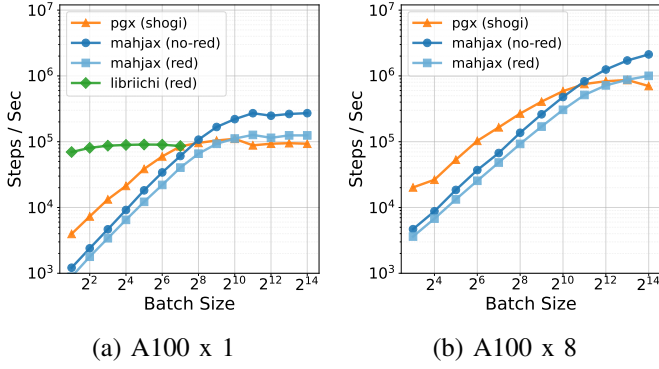 10^7
10^6
10^5
10^4
10^3
Steps / Sec
pgx (shogi)
mahjax (no-red)
mahjax (red)
libriichi (red)
2^2 2^4 2^6 2^8 2^10 2^12 2^14
Batch Size
(a) A100 x 1
10^7
10^6
10^5
10^4
10^3
Steps / Sec
pgx (shogi)
mahjax (no-red)
mahjax (red)
2^4 2^6 2^8 2^10 2^12 2^14
Batch Size
(b) A100 x 8